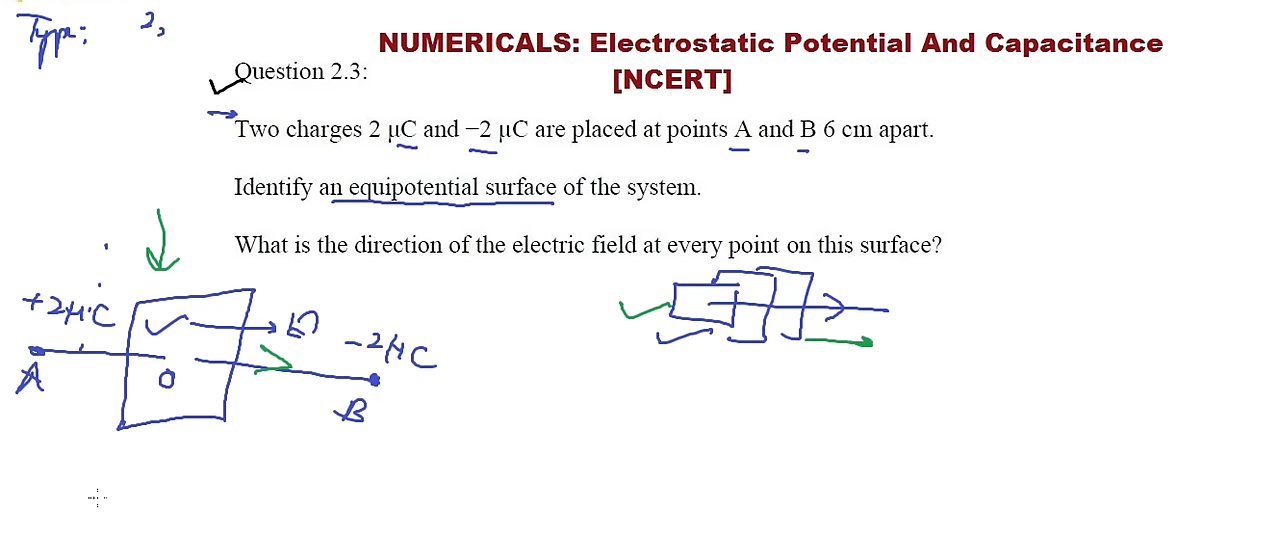 Type: 2,
NUMERICALS: Electrostatic Potential And Capacitance
[NCERT]
Question 2.3:
Two charges 2 μC and −2 μC are placed at points A and B 6 cm apart.
Identify an equipotential surface of the system.
What is the direction of the electric field at every point on this surface?
+2μC
-2μC
A
O
B